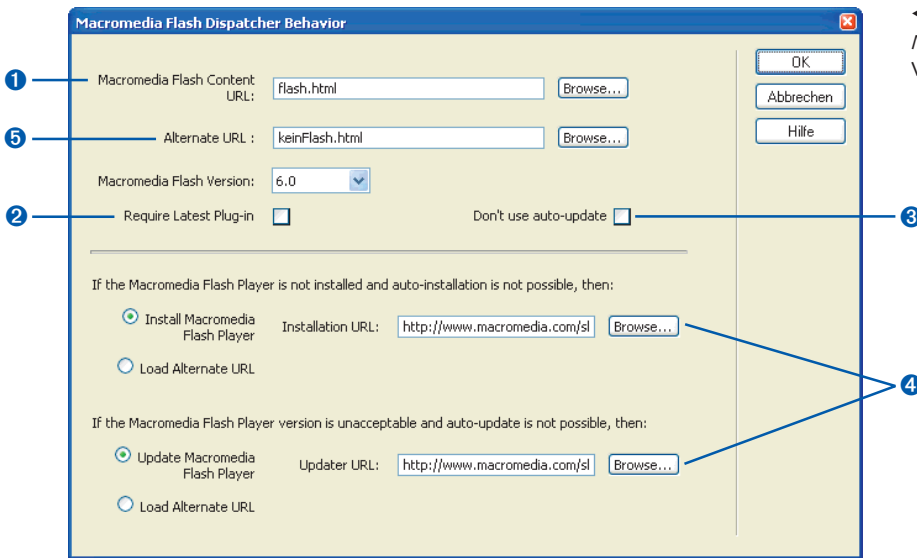 Macromedia Flash Dispatcher Behavior
1
Macromedia Flash Content
URL:
flash.html
Browse...
OK
Abbrechen
5
Alternate URL :
keinFlash.html
Browse...
Hilfe
Macromedia Flash Version:
6.0
2
Require Latest Plug-in
Don't use auto-update
3
If the Macromedia Flash Player is not installed and auto-installation is not possible, then:
Install Macromedia
Flash Player
Installation URL:
http://www.macromedia.com/sl
Browse...
Load Alternate URL
4
If the Macromedia Flash Player version is unacceptable and auto-update is not possible, then:
Update Macromedia
Flash Player
Updater URL:
http://www.macromedia.com/sl
Browse...
Load Alternate URL